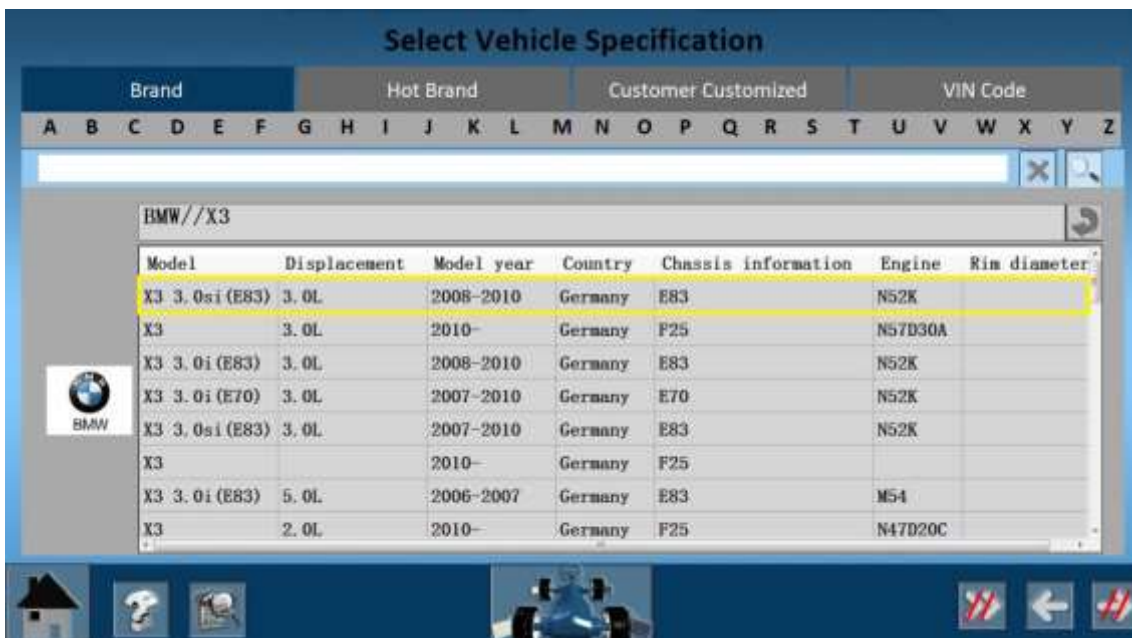 Select Vehicle Specification
Brand Hot Brand Customer Customized VIN Code
A B C D E F G H I J K L M N O P Q R S T U V W X Y Z
BMW//X3
Model Displacement Model year Country Chassis information Engine Rim diameter
X3 3.0si(E83) 3.0L 2008-2010 Germany E83 N52K
X3 3.0L 2010- Germany F25 N57D30A
X3 3.0i(E83) 3.0L 2008-2010 Germany E83 N52K
X3 3.0i(E70) 3.0L 2007-2010 Germany E70 N52K
BMW
X3 3.0si(E83) 3.0L 2007-2010 Germany E83 N52K
X3 2010- Germany F25
X3 3.0i(E83) 5.0L 2006-2007 Germany E83 M54
X3 2.0L 2010- Germany F25 N47D20C